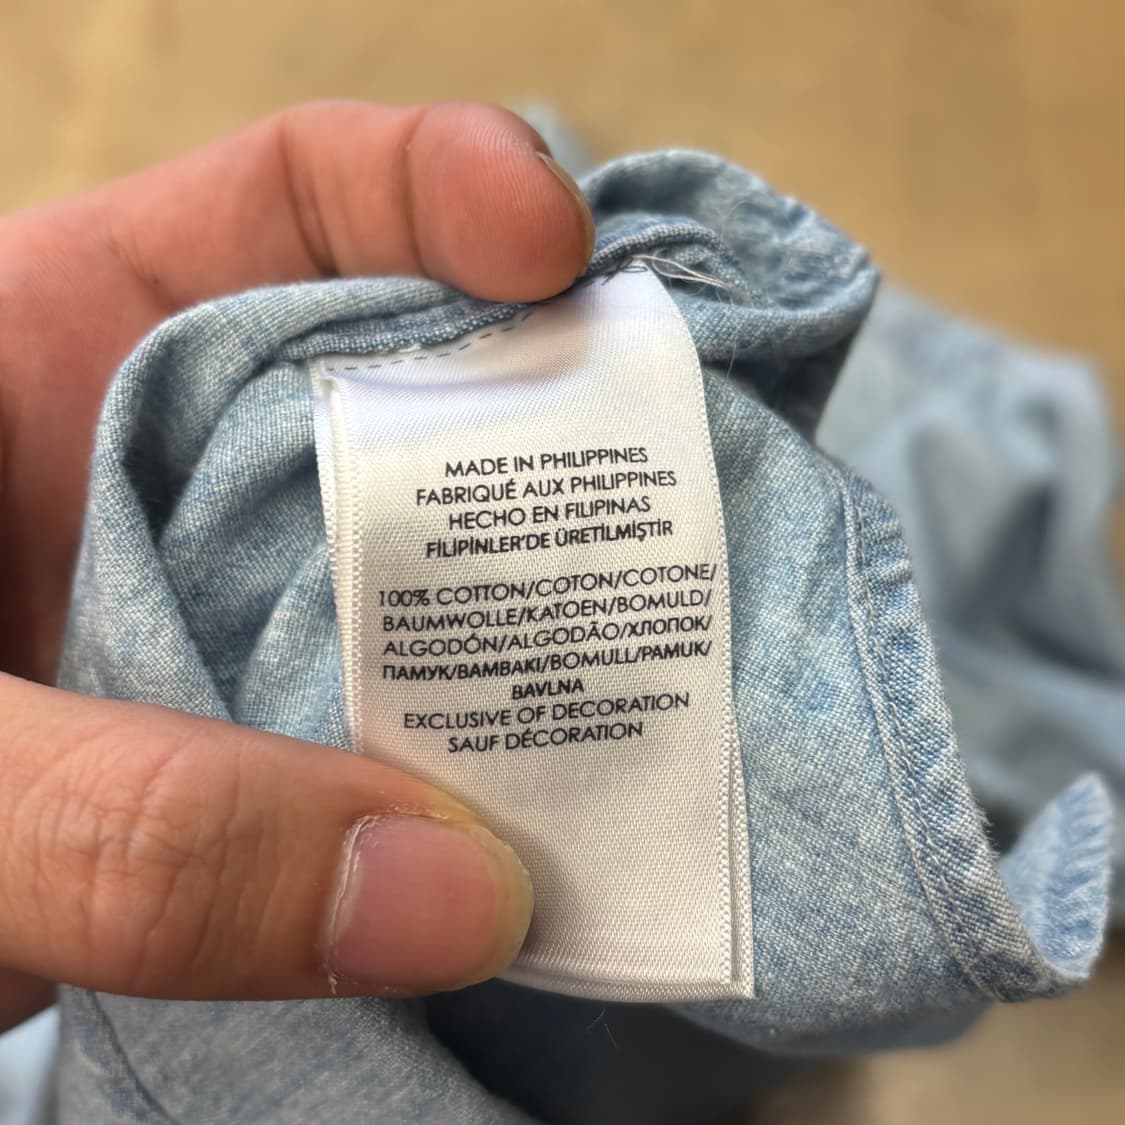 MADE IN PHILIPPINES
FABRIQUÉ AUX PHILIPPINES
HECHO EN FILIPINAS
FİLİPİNLER'DE ÜRETİLMİŞTİR
100% COTTON/COTON/COTONE/
BAUMWOLLE/KATOEN/BOMULD/
ALGODÓN/ALGODÃO/ХЛОПОК/
ПАМУК/BAMBAKI/BOMULL/PAMUK/
BAVLNA
EXCLUSIVE OF DECORATION
SAUF DÉCORATION